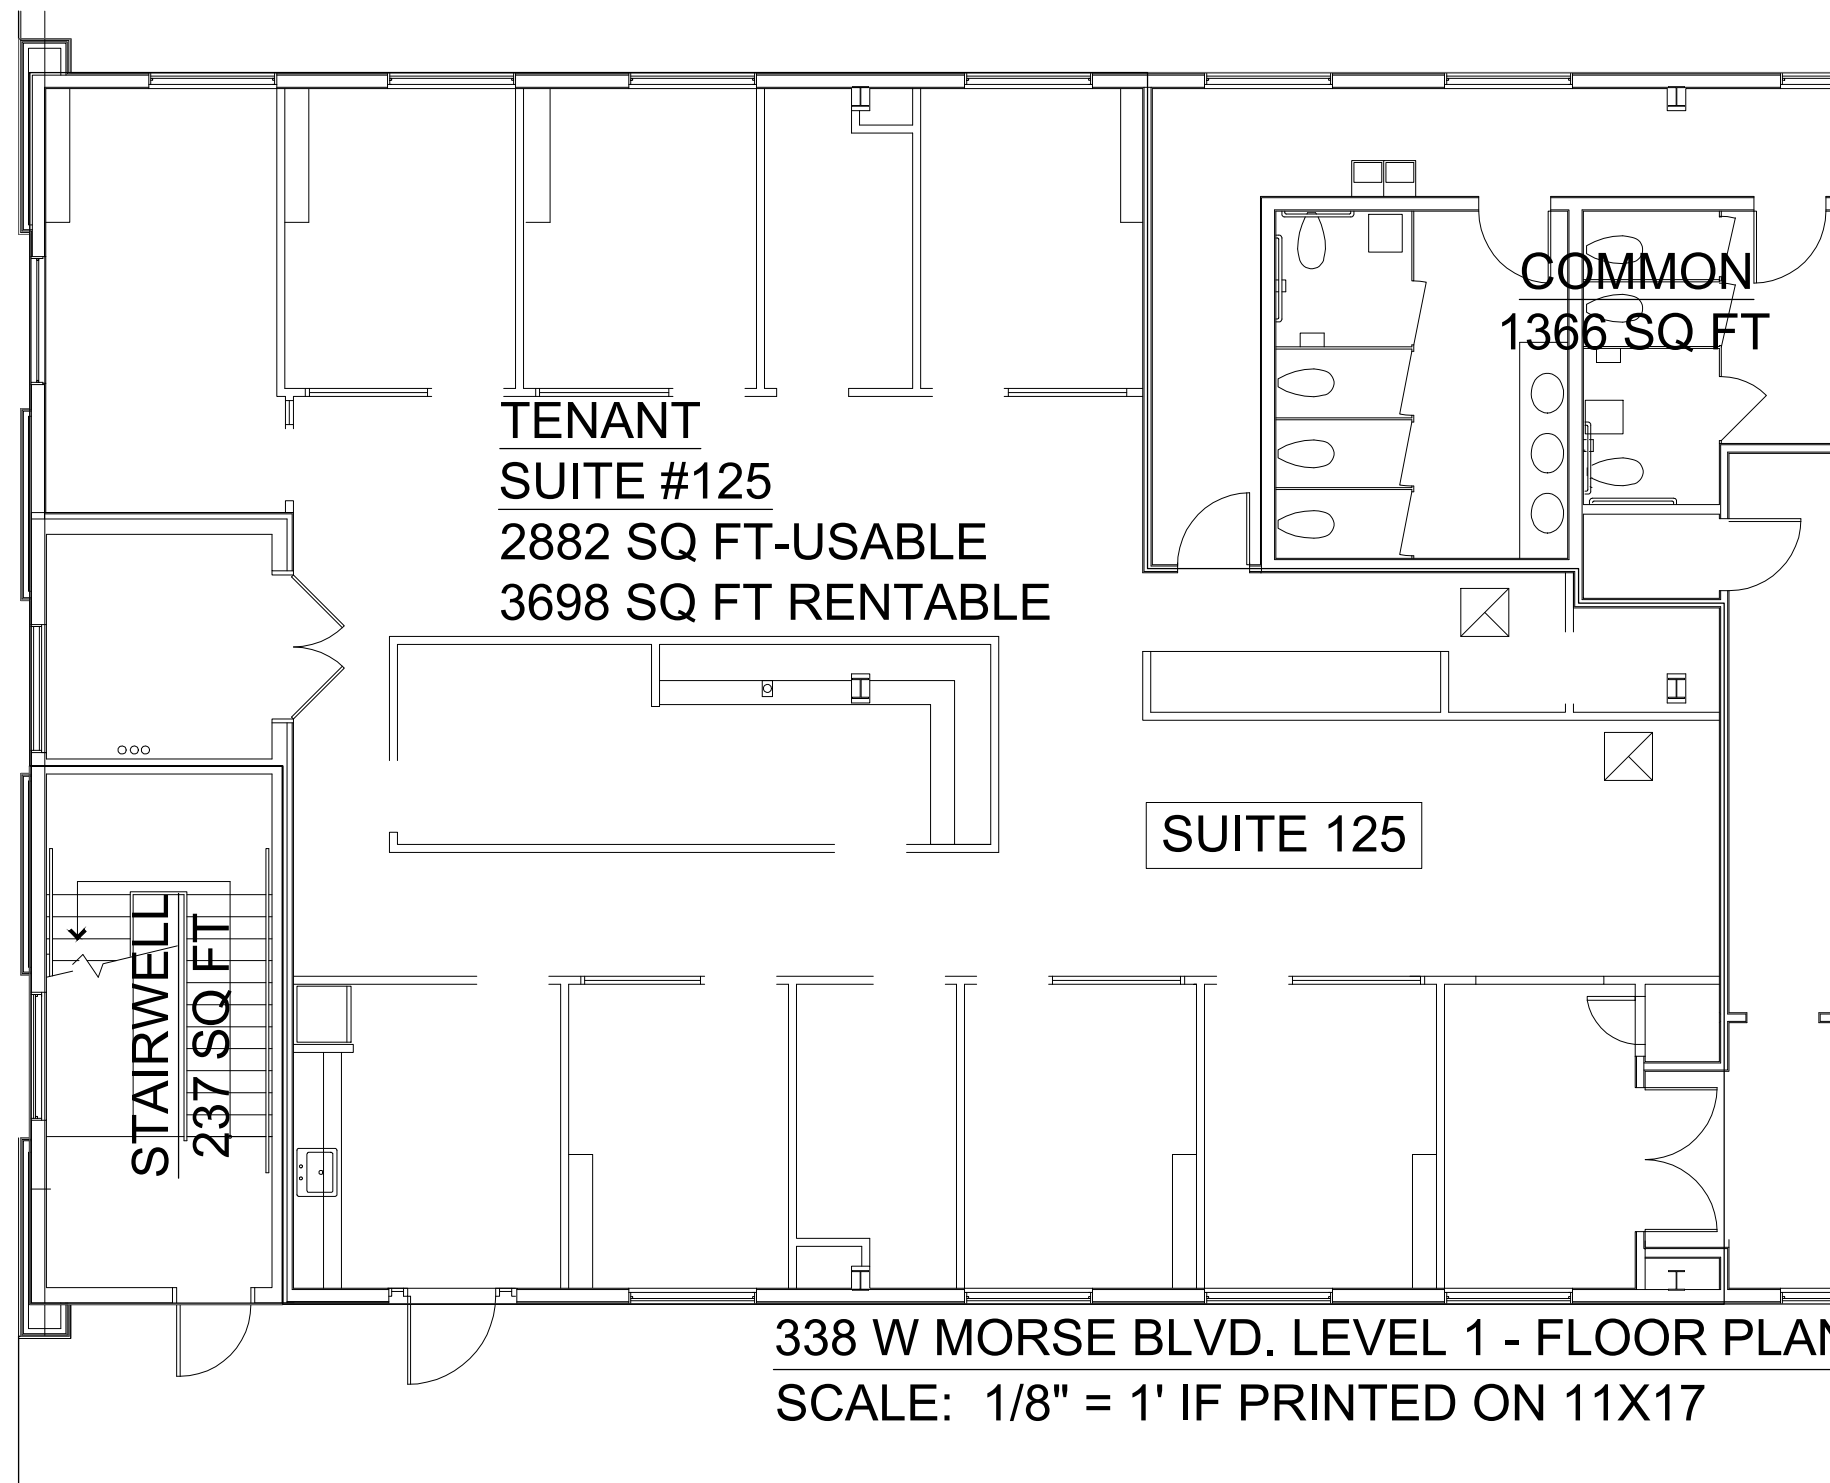 COMMON
1366 SQ FT
TENANT
SUITE #125
2882 SQ FT-USABLE
3698 SQ FT RENTABLE
SUITE 125
STAIRWELL
237 SQ FT
338 W MORSE BLVD. LEVEL 1 - FLOOR PLAN
SCALE: 1/8" = 1' IF PRINTED ON 11X17